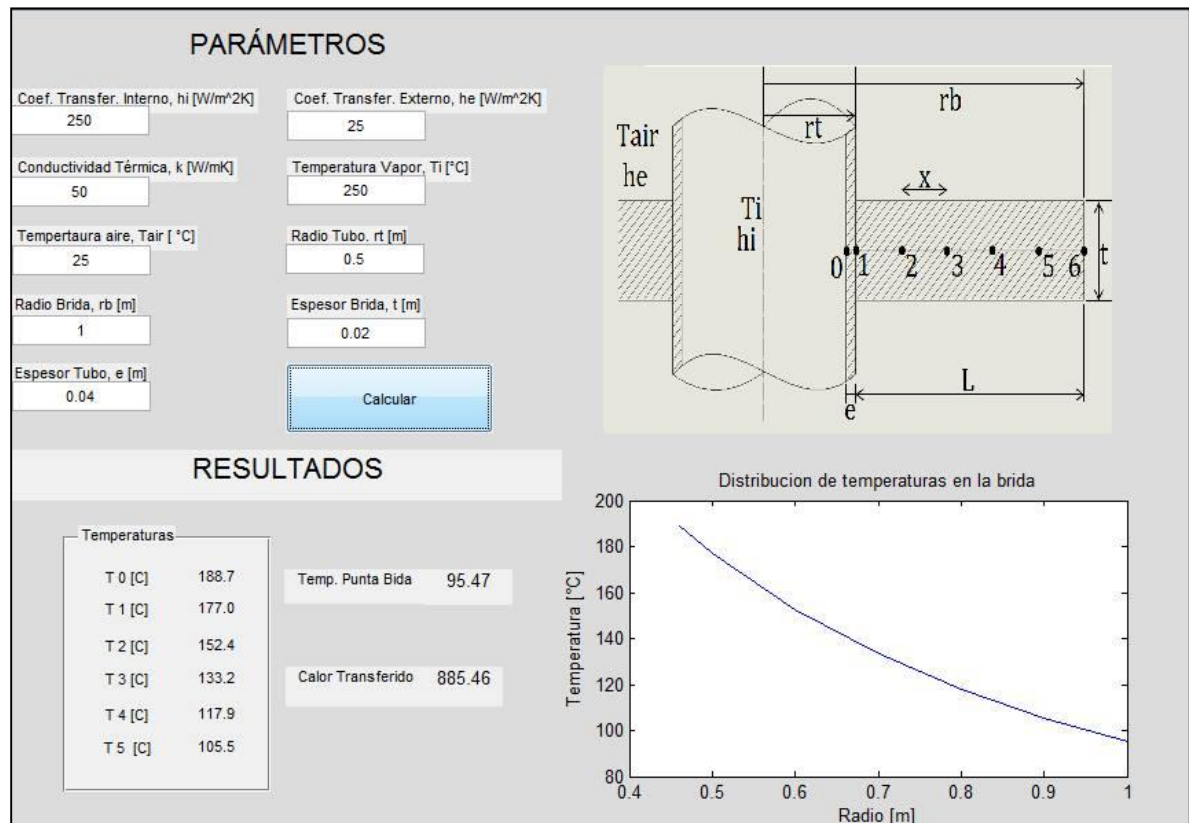 PARÁMETROS
Coef. Transfer. Interno, hi [W/m^2K]
250
Coef. Transfer. Externo, he [W/m^2K]
25
Conductividad Térmica, k [W/mK]
50
Temperatura Vapor, Ti [°C]
250
Tempertaura aire, Tair [ °C]
25
Radio Tubo. rt [m]
0.5
Radio Brida, rb [m]
1
Espesor Brida, t [m]
0.02
Espesor Tubo, e [m]
0.04
Calcular
rb
rt
Tair
he
x
Ti
hi
0 1 2 3 4 5 6 t
L
e
RESULTADOS
Temperaturas
T 0 [C] 188.7
T 1 [C] 177.0
T 2 [C] 152.4
T 3 [C] 133.2
T 4 [C] 117.9
T 5 [C] 105.5
Temp. Punta Bida 95.47
Calor Transferido 885.46
Distribucion de temperaturas en la brida
Temperatura [°C]
200
180
160
140
120
100
80
0.4 0.5 0.6 0.7 0.8 0.9 1
Radio [m]